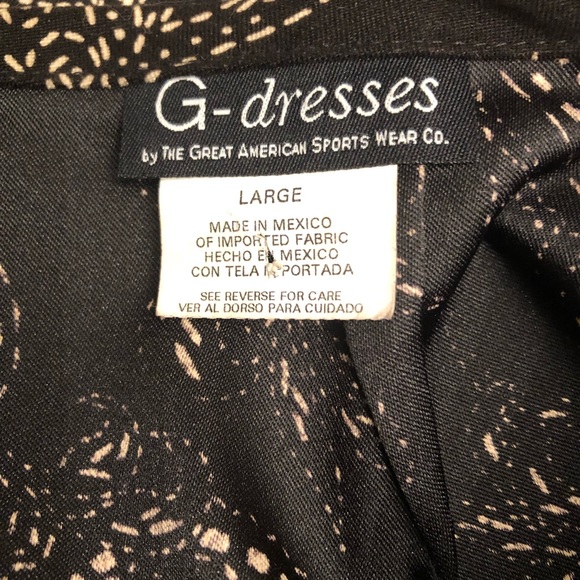 G-dresses
by THE GREAT AMERICAN SPORTS WEAR CO.
LARGE
MADE IN MEXICO
OF IMPORTED FABRIC
HECHO EN MEXICO
CON TELA IMPORTADA
SEE REVERSE FOR CARE
VER AL DORSO PARA CUIDADO